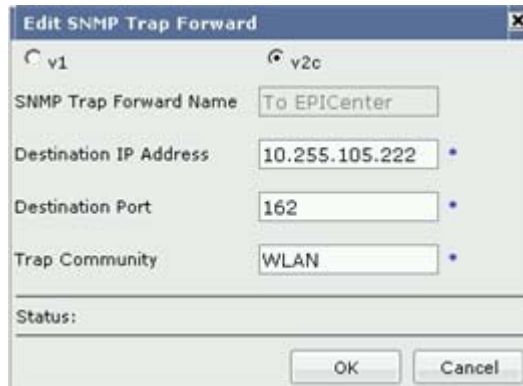 Edit SNMP Trap Forward
v1 v2c
SNMP Trap Forward Name To EPICenter
Destination IP Address 10.255.105.222 *
Destination Port 162 *
Trap Community WLAN *
Status:
OK Cancel